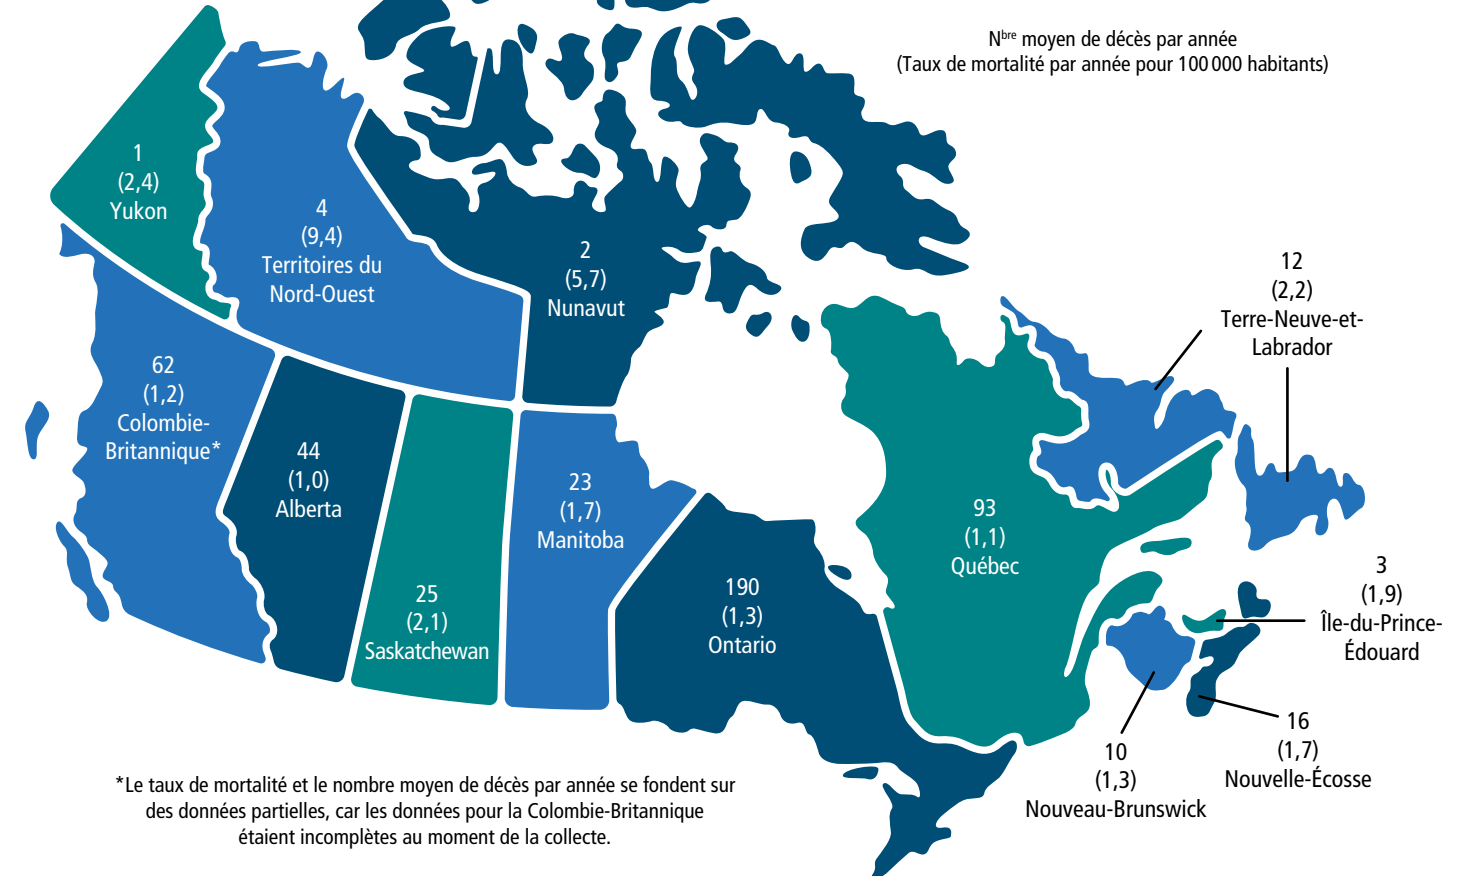 Nbre moyen de décès par année
(Taux de mortalité par année pour 100 000 habitants)
1
(2,4)
Yukon
4
(9,4)
Territoires du
Nord-Ouest
2
(5,7)
Nunavut
12
(2,2)
Terre-Neuve-et-
Labrador
62
(1,2)
Colombie-
Britannique*
44
(1,0)
Alberta
25
(2,1)
Saskatchewan
23
(1,7)
Manitoba
190
(1,3)
Ontario
93
(1,1)
Québec
3
(1,9)
Île-du-Prince-
Édouard
16
(1,7)
Nouvelle-Écosse
10
(1,3)
Nouveau-Brunswick
*Le taux de mortalité et le nombre moyen de décès par année se fondent sur
des données partielles, car les données pour la Colombie-Britannique
étaient incomplètes au moment de la collecte.